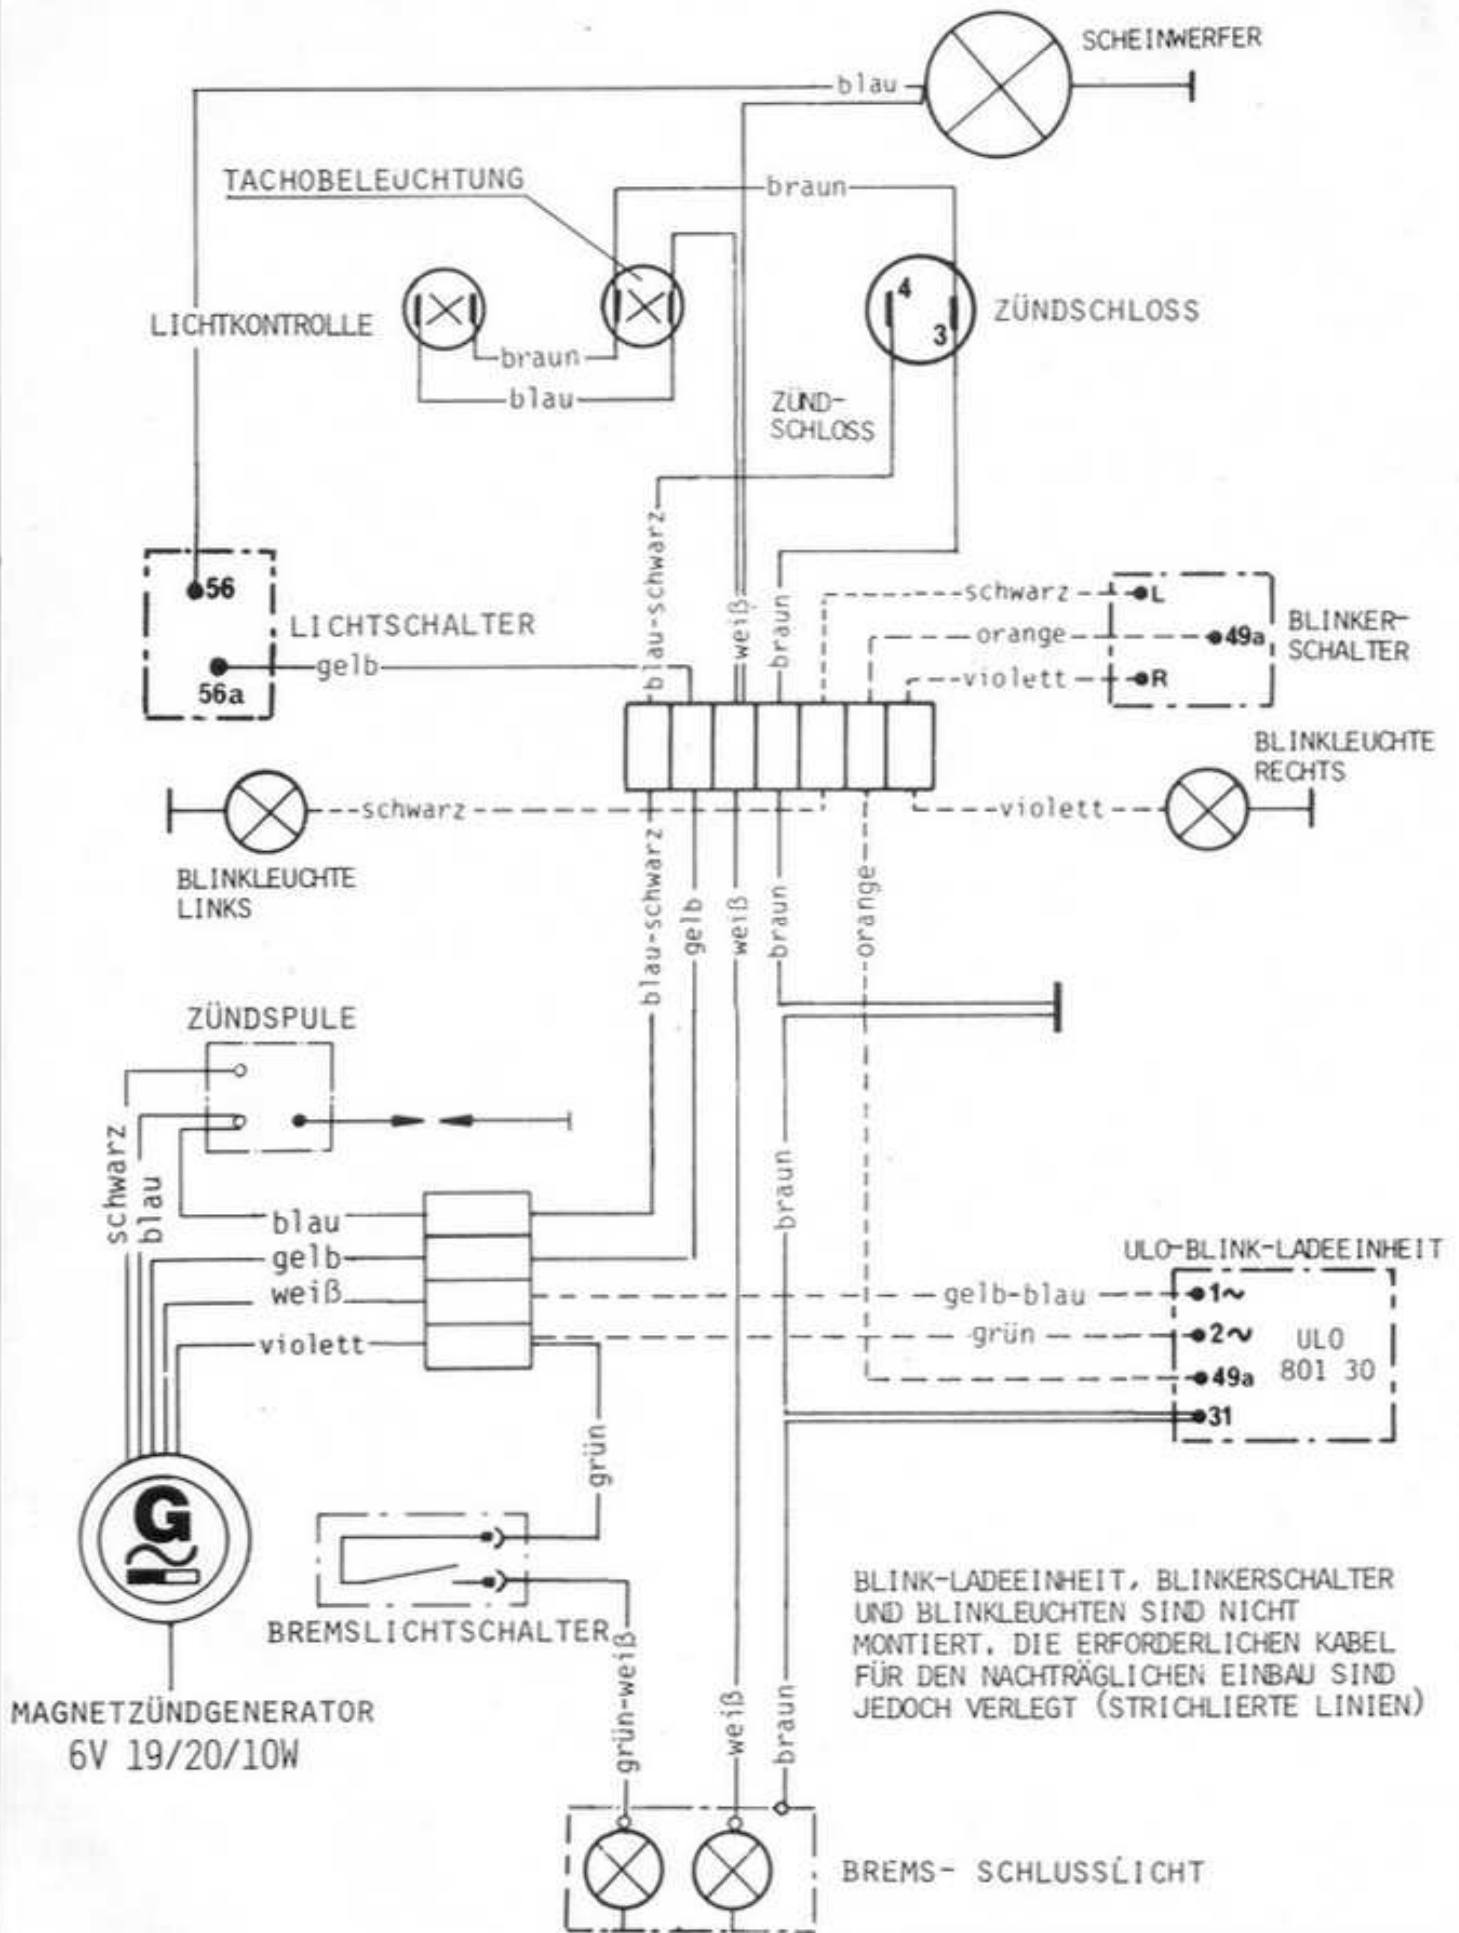 SCHEINWERFER
blau
TACHOBELEUCHTUNG
braun
LICHTKONTROLLE
4
3
ZÜNDSCHLOSS
braun
blau
ZÜND-
SCHLOSS
56
LICHTSCHALTER
gelb
56a
blau-schwarz
weiß
braun
schwarz
L
orange
49a
violett
R
BLINKER-
SCHALTER
BLINKLEUCHTE
RECHTS
schwarz
violett
BLINKLEUCHTE
LINKS
blau-schwarz
gelb
weiß
braun
orange
ZÜNDSPULE
schwarz
blau
blau
gelb
weiß
violett
braun
ULO-BLINK-LADEEINHEIT
gelb-blau
1~
grün
2~
ULO
801 30
49a
31
grün
G
BREMSLICHTSCHALTER
MAGNETZÜNDGENERATOR
6V 19/20/10W
grün-weiß
weiß
braun
BLINK-LADEEINHEIT, BLINKERSCHALTER
UND BLINKLEUCHTEN SIND NICHT
MONTIERT. DIE ERFORDERLICHEN KABEL
FÜR DEN NACHTRÄGLICHEN EINBAU SIND
JEDOCH VERLEGT (STRICHLIERTE LINIEN)
BREMS- SCHLUSSLICHT